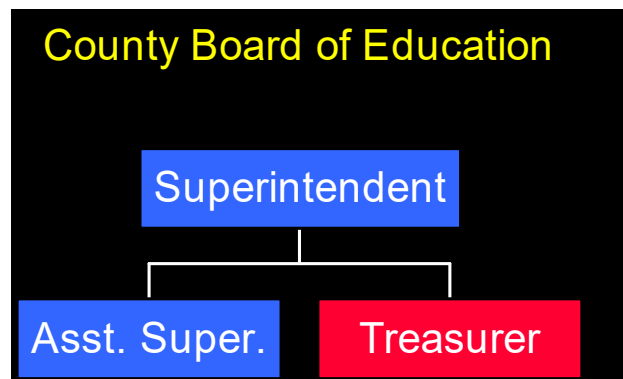 County Board of Education
Superintendent
Asst. Super.
Treasurer